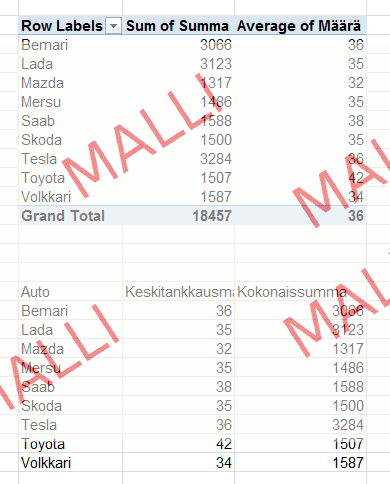 Row Labels Sum of Summa Average of Määrä
Bemari 3066 36
Lada 3123 35
Mazda 1317 32
Mersu 1486 35
Saab 1588 38
Skoda 1500 35
Tesla 3284 36
Toyota 1507 42
Volkkari 1587 34
Grand Total 18457 36
MALLI
MALLI
Auto Keskitankkausma Kokonaissumma
Bemari 36 3066
Lada 35 3123
Mazda 32 1317
Mersu 35 1486
Saab 38 1588
Skoda 35 1500
Tesla 36 3284
Toyota 42 1507
Volkkari 34 1587
MALLI
MALLI